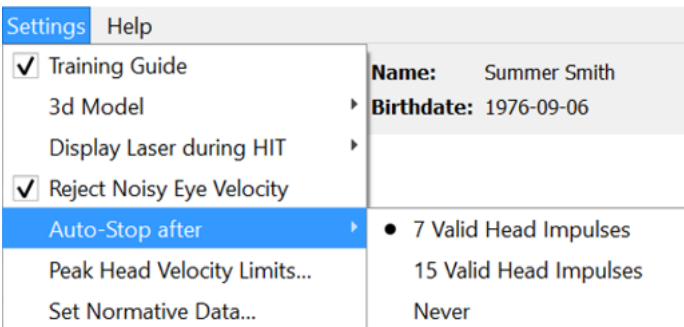 Settings Help
Training Guide
Name: Summer Smith
3d Model
Birthdate: 1976-09-06
Display Laser during HIT
Reject Noisy Eye Velocity
Auto-Stop after
7 Valid Head Impulses
Peak Head Velocity Limits...
15 Valid Head Impulses
Set Normative Data...
Never